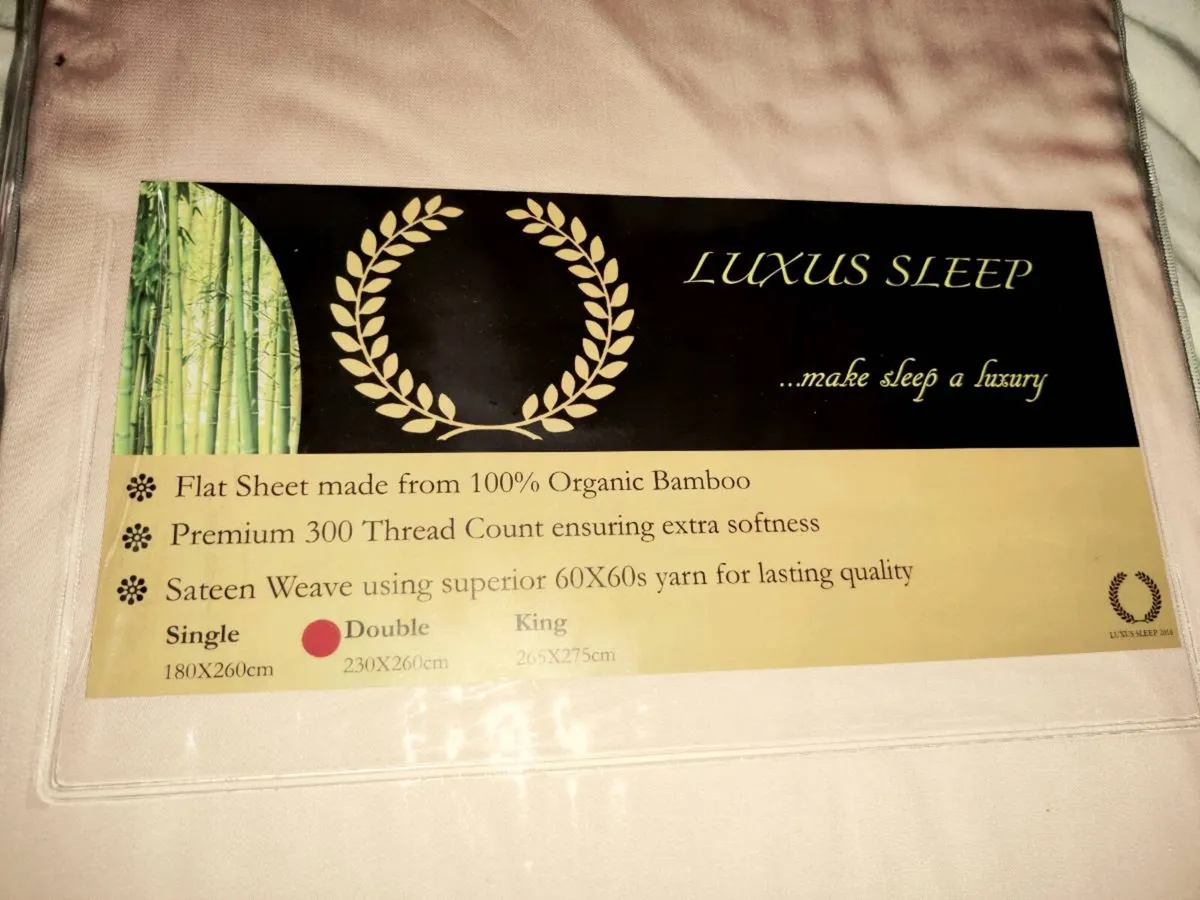 LUXUS SLEEP
...make sleep a luxury
Flat Sheet made from 100% Organic Bamboo
Premium 300 Thread Count ensuring extra softness
Sateen Weave using superior 60X60s yarn for lasting quality
Single Double King
180X260cm 230X260cm 265X275cm
LUXUS SLEEP 2016